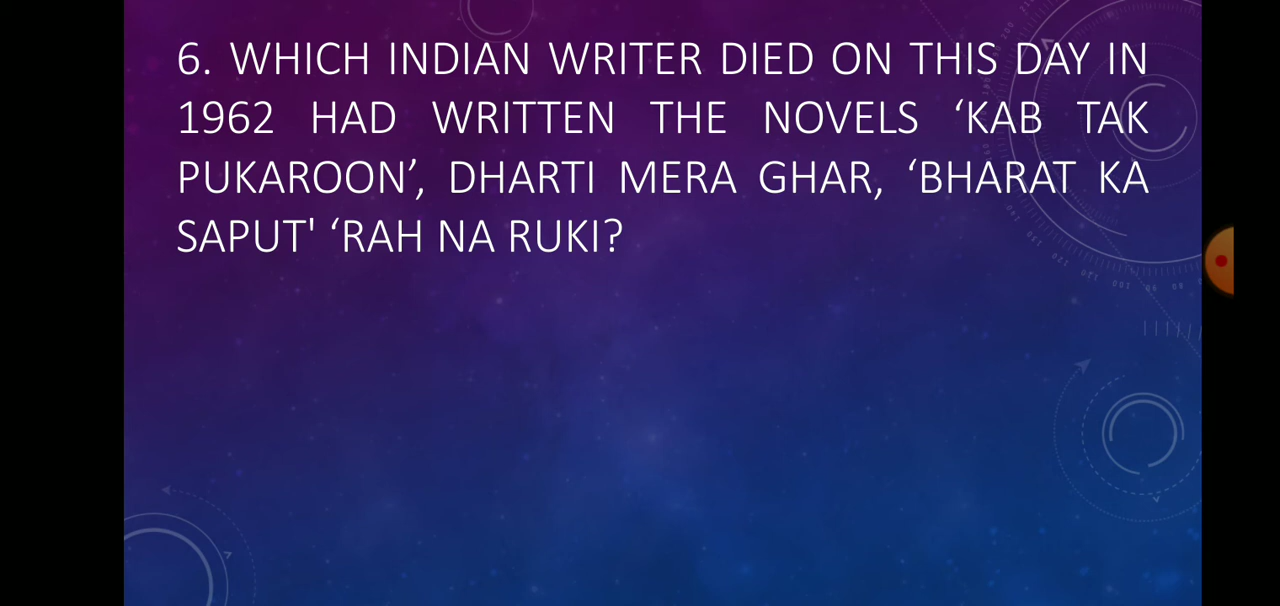 6. WHICH INDIAN WRITER DIED ON THIS DAY IN
1962 HAD WRITTEN THE NOVELS ‘KAB TAK
PUKAROON’, DHARTI MERA GHAR, ‘BHARAT KA
SAPUT' ‘RAH NA RUKI?